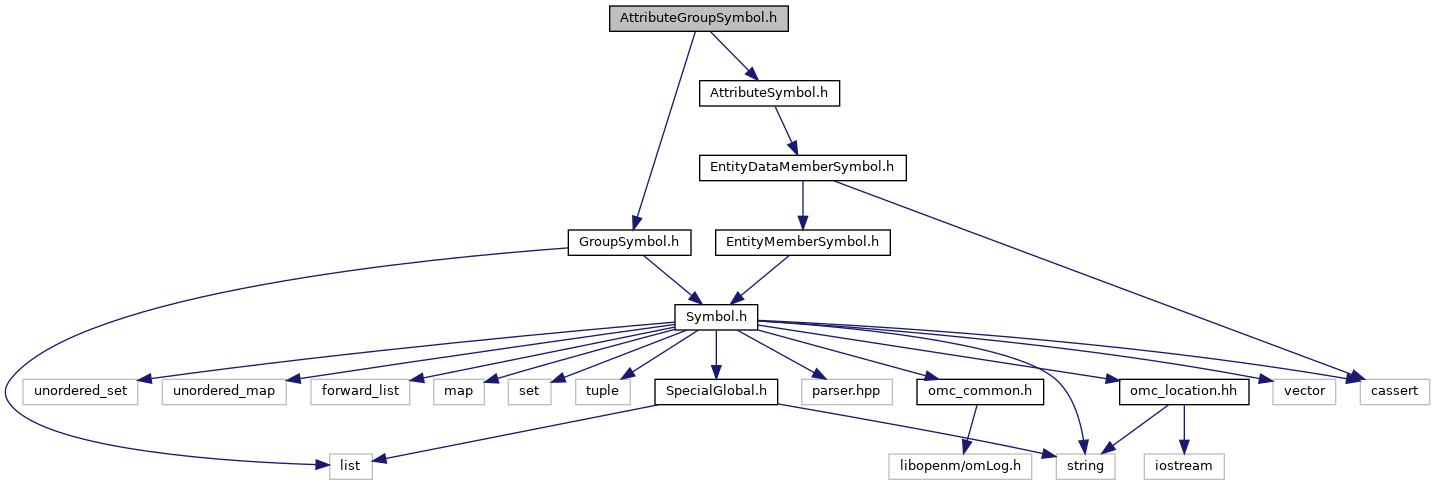 AttributeGroupSymbol.h
AttributeSymbol.h
EntityDataMemberSymbol.h
GroupSymbol.h
EntityMemberSymbol.h
Symbol.h
unordered_set
unordered_map
forward_list
map
set
tuple
SpecialGlobal.h
parser.hpp
omc_common.h
omc_location.hh
vector
cassert
list
libopenm/omLog.h
string
iostream